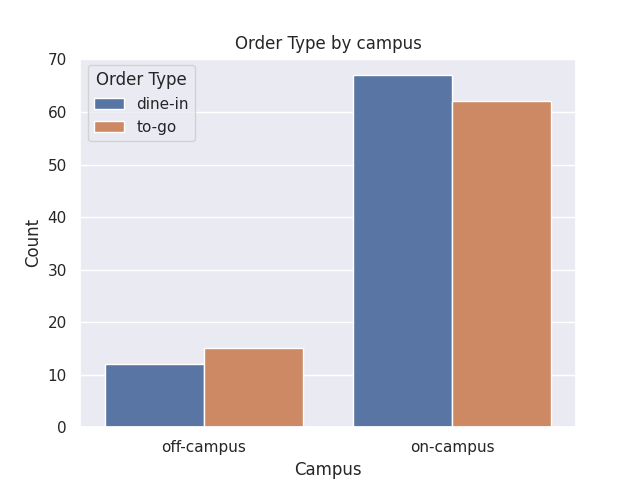 Order Type by campus
Order Type
dine-in
to-go
70
60
50
40
30
20
10
0
Count
off-campus
on-campus
Campus